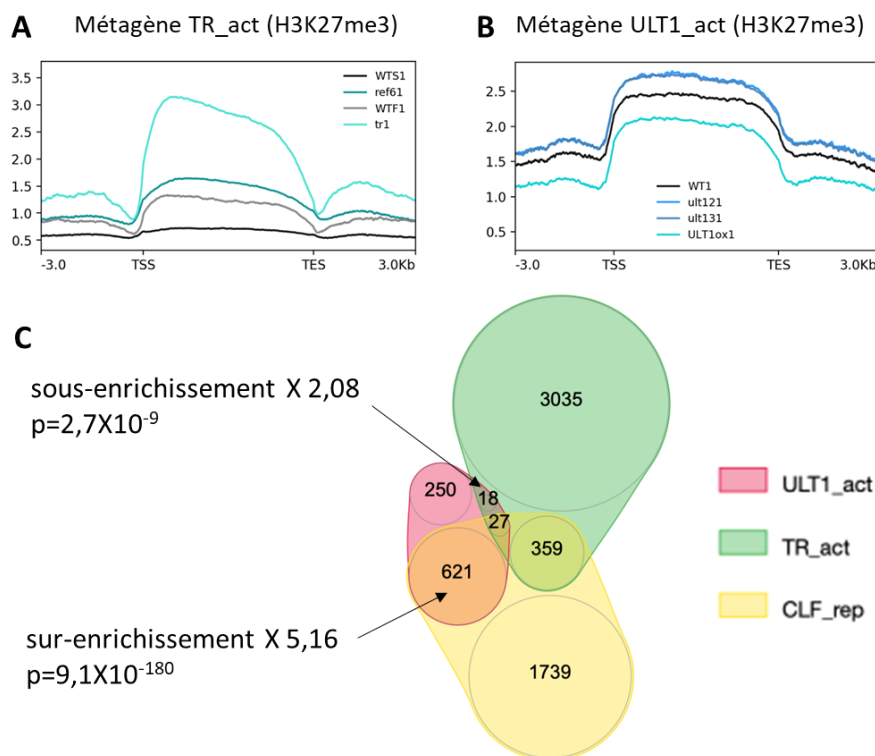 A
Métagène TR_act (H3K27me3)
3.5
3.0
2.5
2.0
1.5
1.0
0.5
WTS1
ref61
WTF1
tr1
-3.0
TSS
TES
3.0Kb
B
Métagène ULT1_act (H3K27me3)
2.5
2.0
1.5
1.0
0.5
WT1
ult121
ult131
ULT1ox1
-3.0
TSS
TES
3.0Kb
C
sous-enrichissement X 2,08
p=2,7X10⁻⁹
3035
250
18
27
359
621
1739
sur-enrichissement X 5,16
p=9,1X10⁻¹⁸⁰
ULT1_act
TR_act
CLF_rep